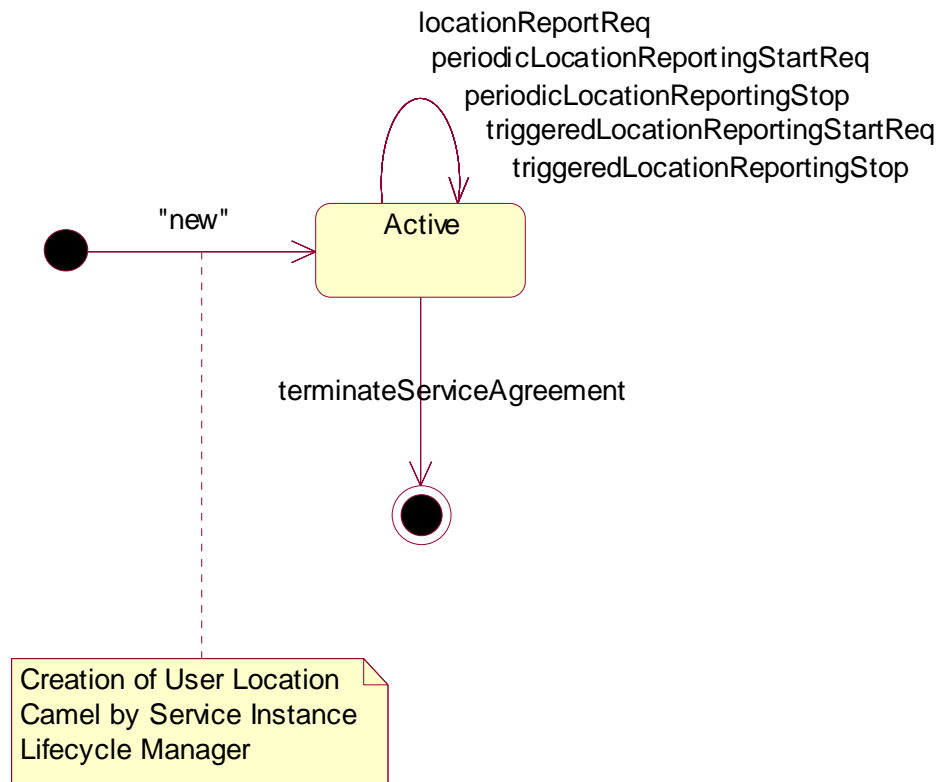 locationReportReq
periodicLocationReportingStartReq
periodicLocationReportingStop
triggeredLocationReportingStartReq
triggeredLocationReportingStop
"new"
Active
terminateServiceAgreement
Creation of User Location
Camel by Service Instance
Lifecycle Manager